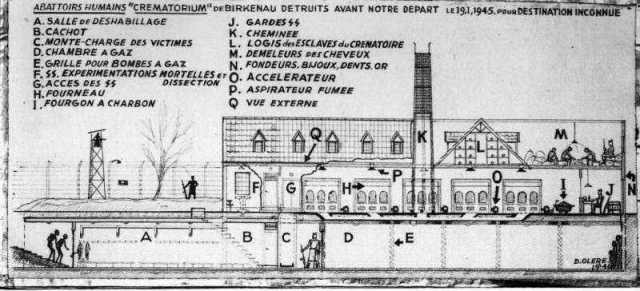 ABATTOIRS HUMAINS "CREMATORIUM" DE BIRKENAU DETRUITS AVANT NOTRE DEPART LE 19.1.1945. POUR DESTINATION INCONNUE
A. SALLE DE DESHABILLAGE
B. CACHOT
C. MONTE-CHARGE DES VICTIMES
D. CHAMBRE A GAZ
E. GRILLE POUR BOMBES A GAZ
F. SS. EXPERIMENTATIONS MORTELLES ET DISSECTION
G. ACCES DES SS
H. FOURNEAU
I. FOURGON A CHARBON
J. GARDES SS
K. CHEMINEE
L. LOGIS des ESCLAVES du CREMATOIRE
M. DEMELEURS DES CHEVEUX
N. FONDEURS, BIJOUX, DENTS. OR
O. ACCELERATEUR
P. ASPIRATEUR FUMEE
Q VUE EXTERNE
Q
K
L
M
F
G
H
P
O
I
J
N
A
B
C
D
E
D. OLERE.